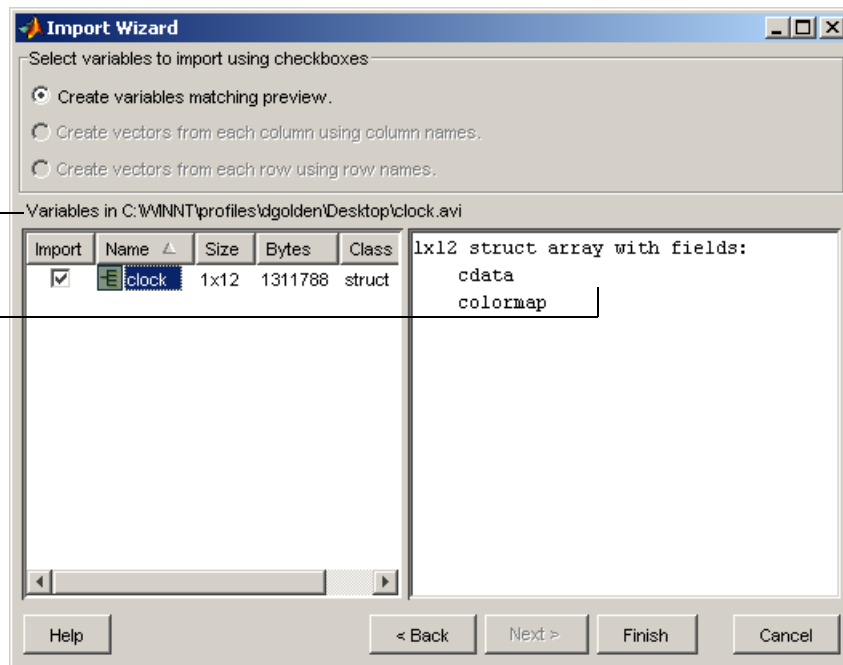 Import Wizard
Select variables to import using checkboxes
Create variables matching preview.
Create vectors from each column using column names.
Create vectors from each row using row names.
Variables in C:\WINNT\profiles\dgolden\Desktop\clock.avi
Import Name Size Bytes Class
clock 1x12 1311788 struct
1x12 struct array with fields:
cdata
colormap
Help < Back Next > Finish Cancel